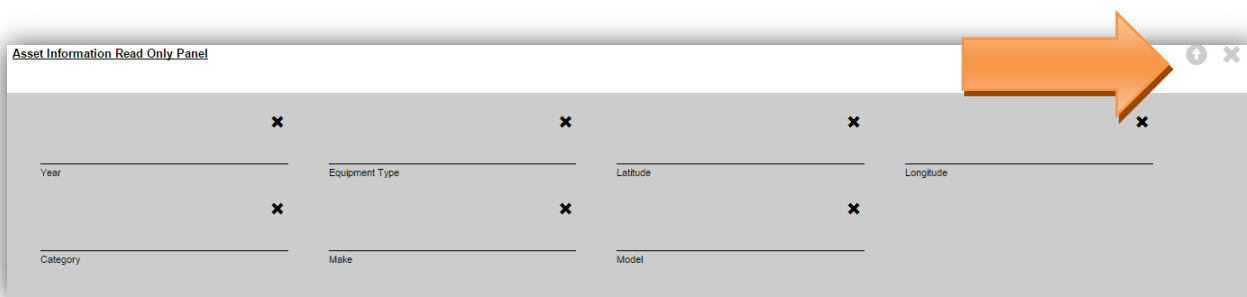 Asset Information Read Only Panel
Year Equipment Type Latitude Longitude
Category Make Model